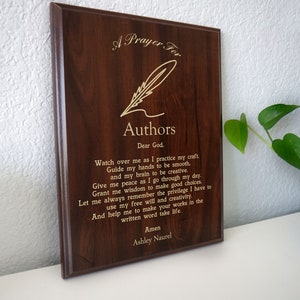 A Prayer For
Authors
Dear God,
Watch over me as I practice my craft.
Guide my hands to be smooth,
and my brain to be creative.
Give me peace as I go through my day.
Grant me wisdom to make good choices.
Let me always remember the privilege I have to
use my free will and creativity.
And help me to make your works in the
written word take life.
Amen
Ashley Naurel